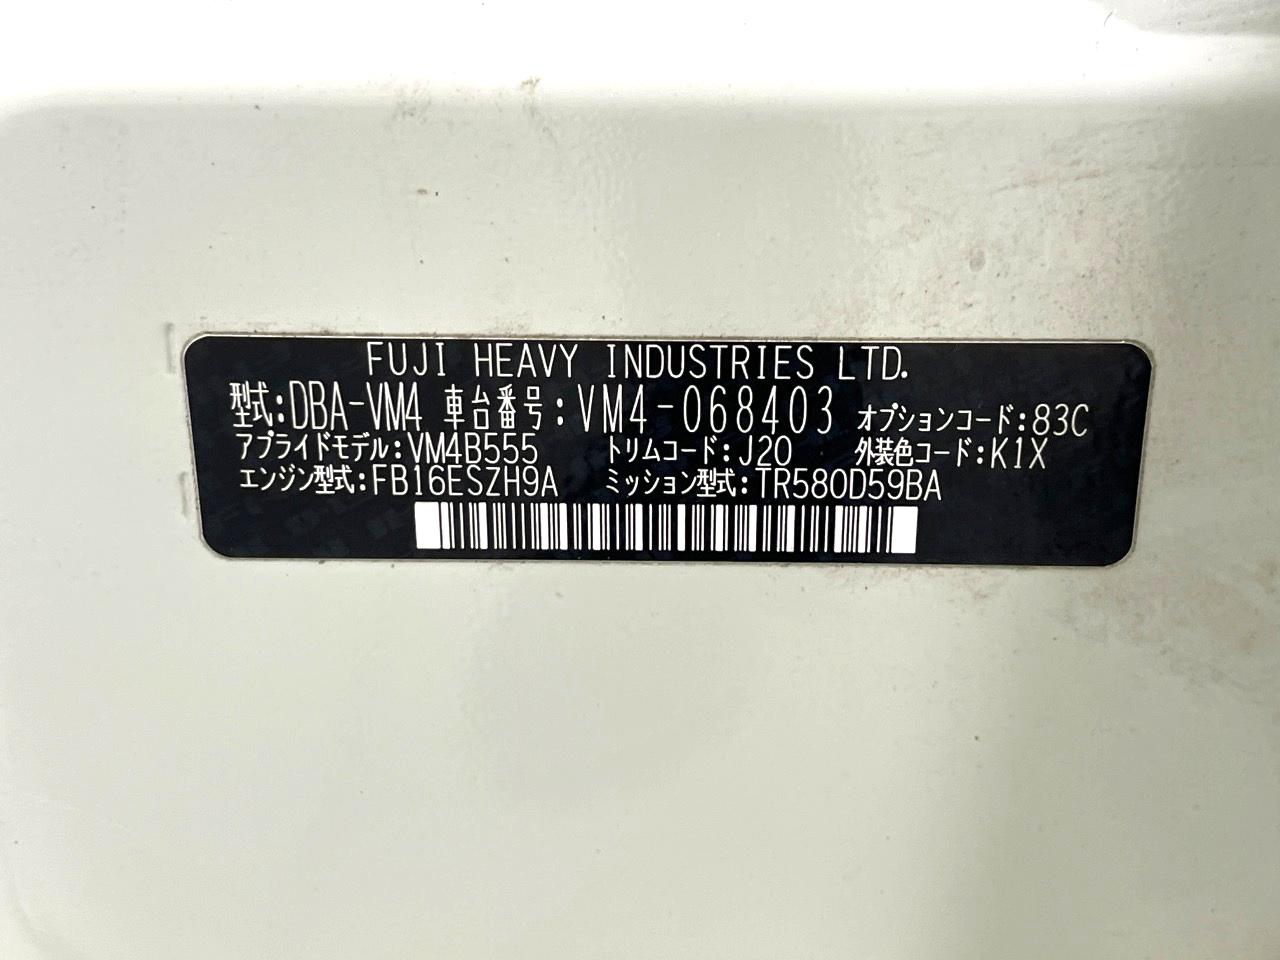 FUJI HEAVY INDUSTRIES LTD.
型式:DBA-VM4 車台番号:VM4-068403 オプションコード:83C
アプライドモデル:VM4B555 トリムコード:J20 外装色コード:K1X
エンジン型式:FB16ESZH9A ミッション型式:TR580D59BA